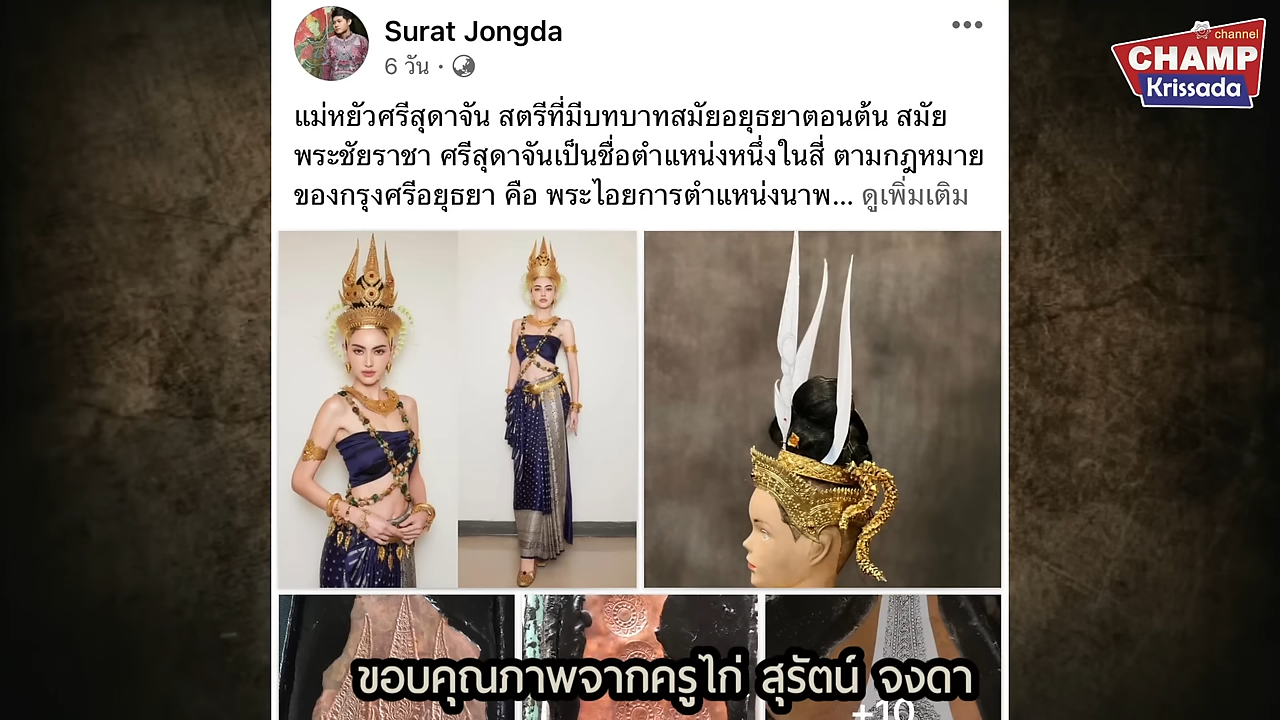 Surat Jongda
6 วัน ·
แม่หยัวศรีสุดาจัน สตรีที่มีบทบาทสมัยอยุธยาตอนต้น สมัย
พระชัยราชา ศรีสุดาจันเป็นชื่อตำแหน่งหนึ่งในสี่ ตามกฎหมาย
ของกรุงศรีอยุธยา คือ พระไอยการตำแหน่งนาพ... ดูเพิ่มเติม
channel
CHAMP
Krissada
ขอบคุณภาพจากครูไก่ สุรัตน์ จงดา
+10